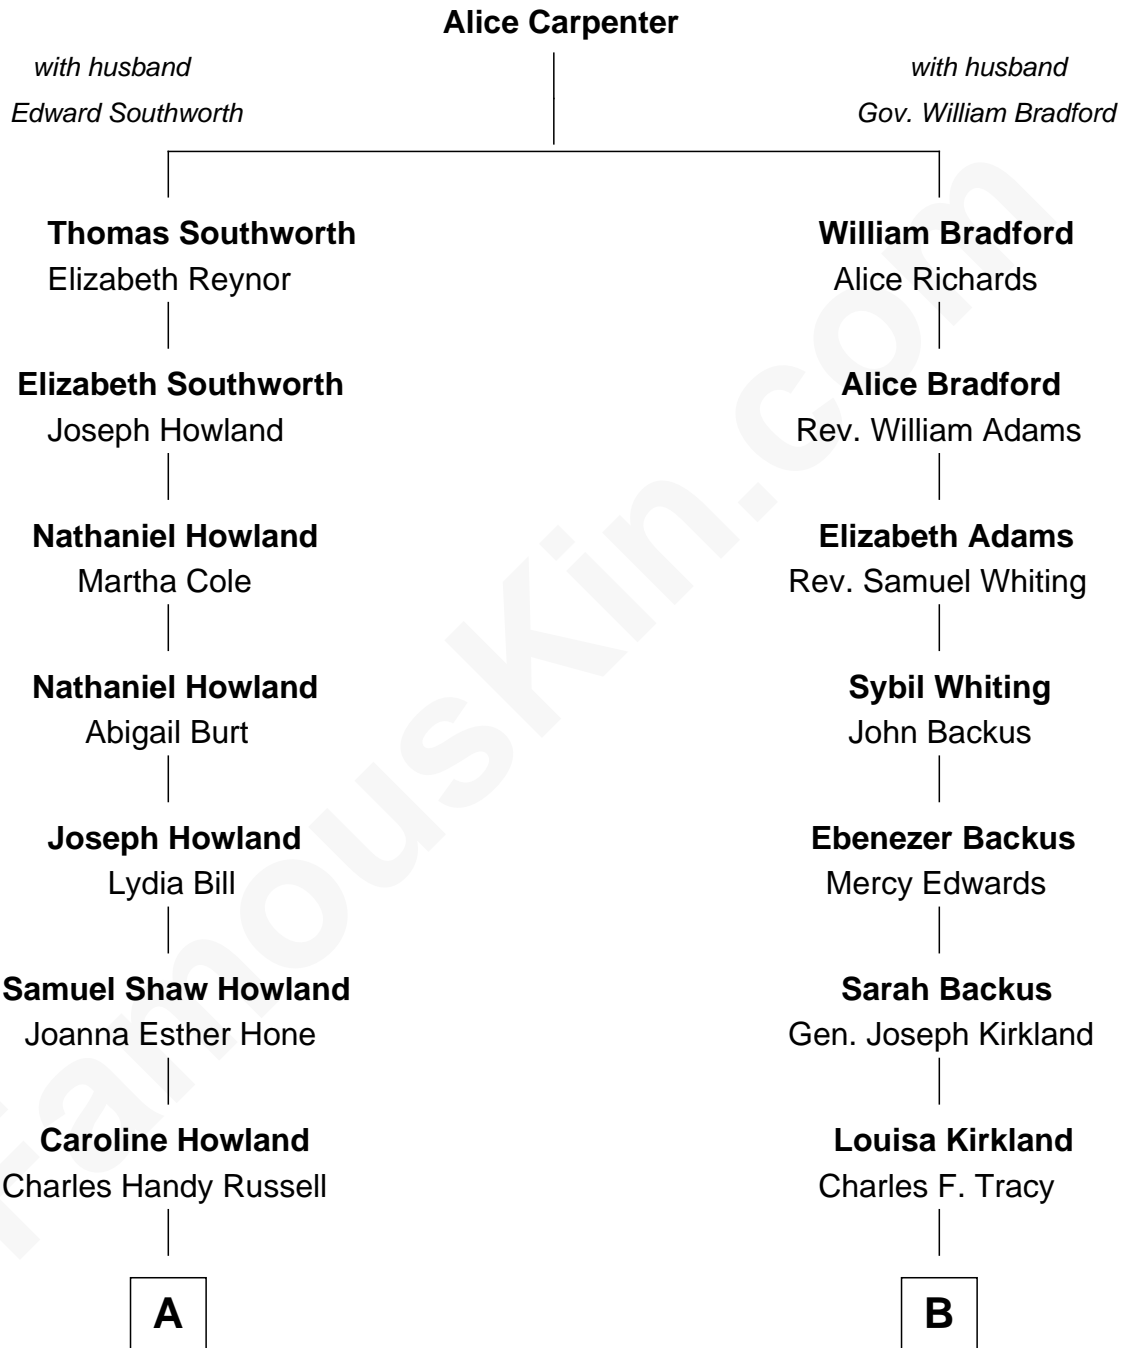 Alice Carpenter
with husband
Edward Southworth
with husband
Gov. William Bradford
Thomas Southworth
Elizabeth Reynor
William Bradford
Alice Richards
Elizabeth Southworth
Joseph Howland
Alice Bradford
Rev. William Adams
Nathaniel Howland
Martha Cole
Elizabeth Adams
Rev. Samuel Whiting
Nathaniel Howland
Abigail Burt
Sybil Whiting
John Backus
Joseph Howland
Lydia Bill
Ebenezer Backus
Mercy Edwards
Samuel Shaw Howland
Joanna Esther Hone
Sarah Backus
Gen. Joseph Kirkland
Caroline Howland
Charles Handy Russell
Louisa Kirkland
Charles F. Tracy
A
B
FamousKin.com